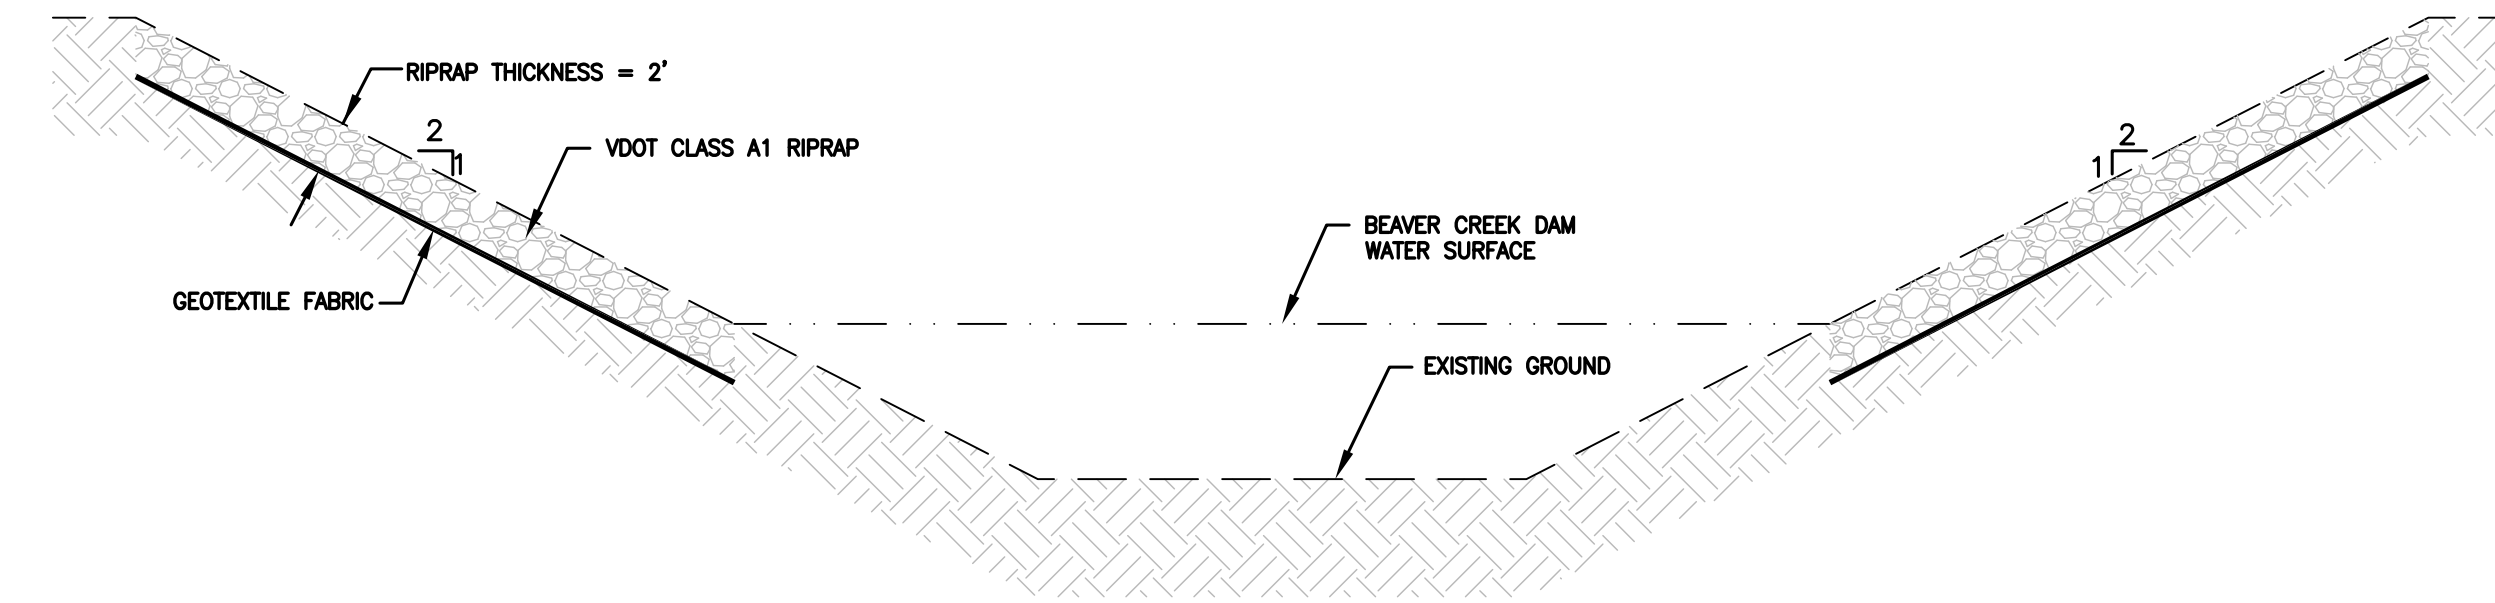 RIPRAP THICKNESS = 2'
2
1
VDOT CLASS A1 RIPRAP
2
1
BEAVER CREEK DAM
WATER SURFACE
GEOTEXTILE FABRIC
EXISTING GROUND